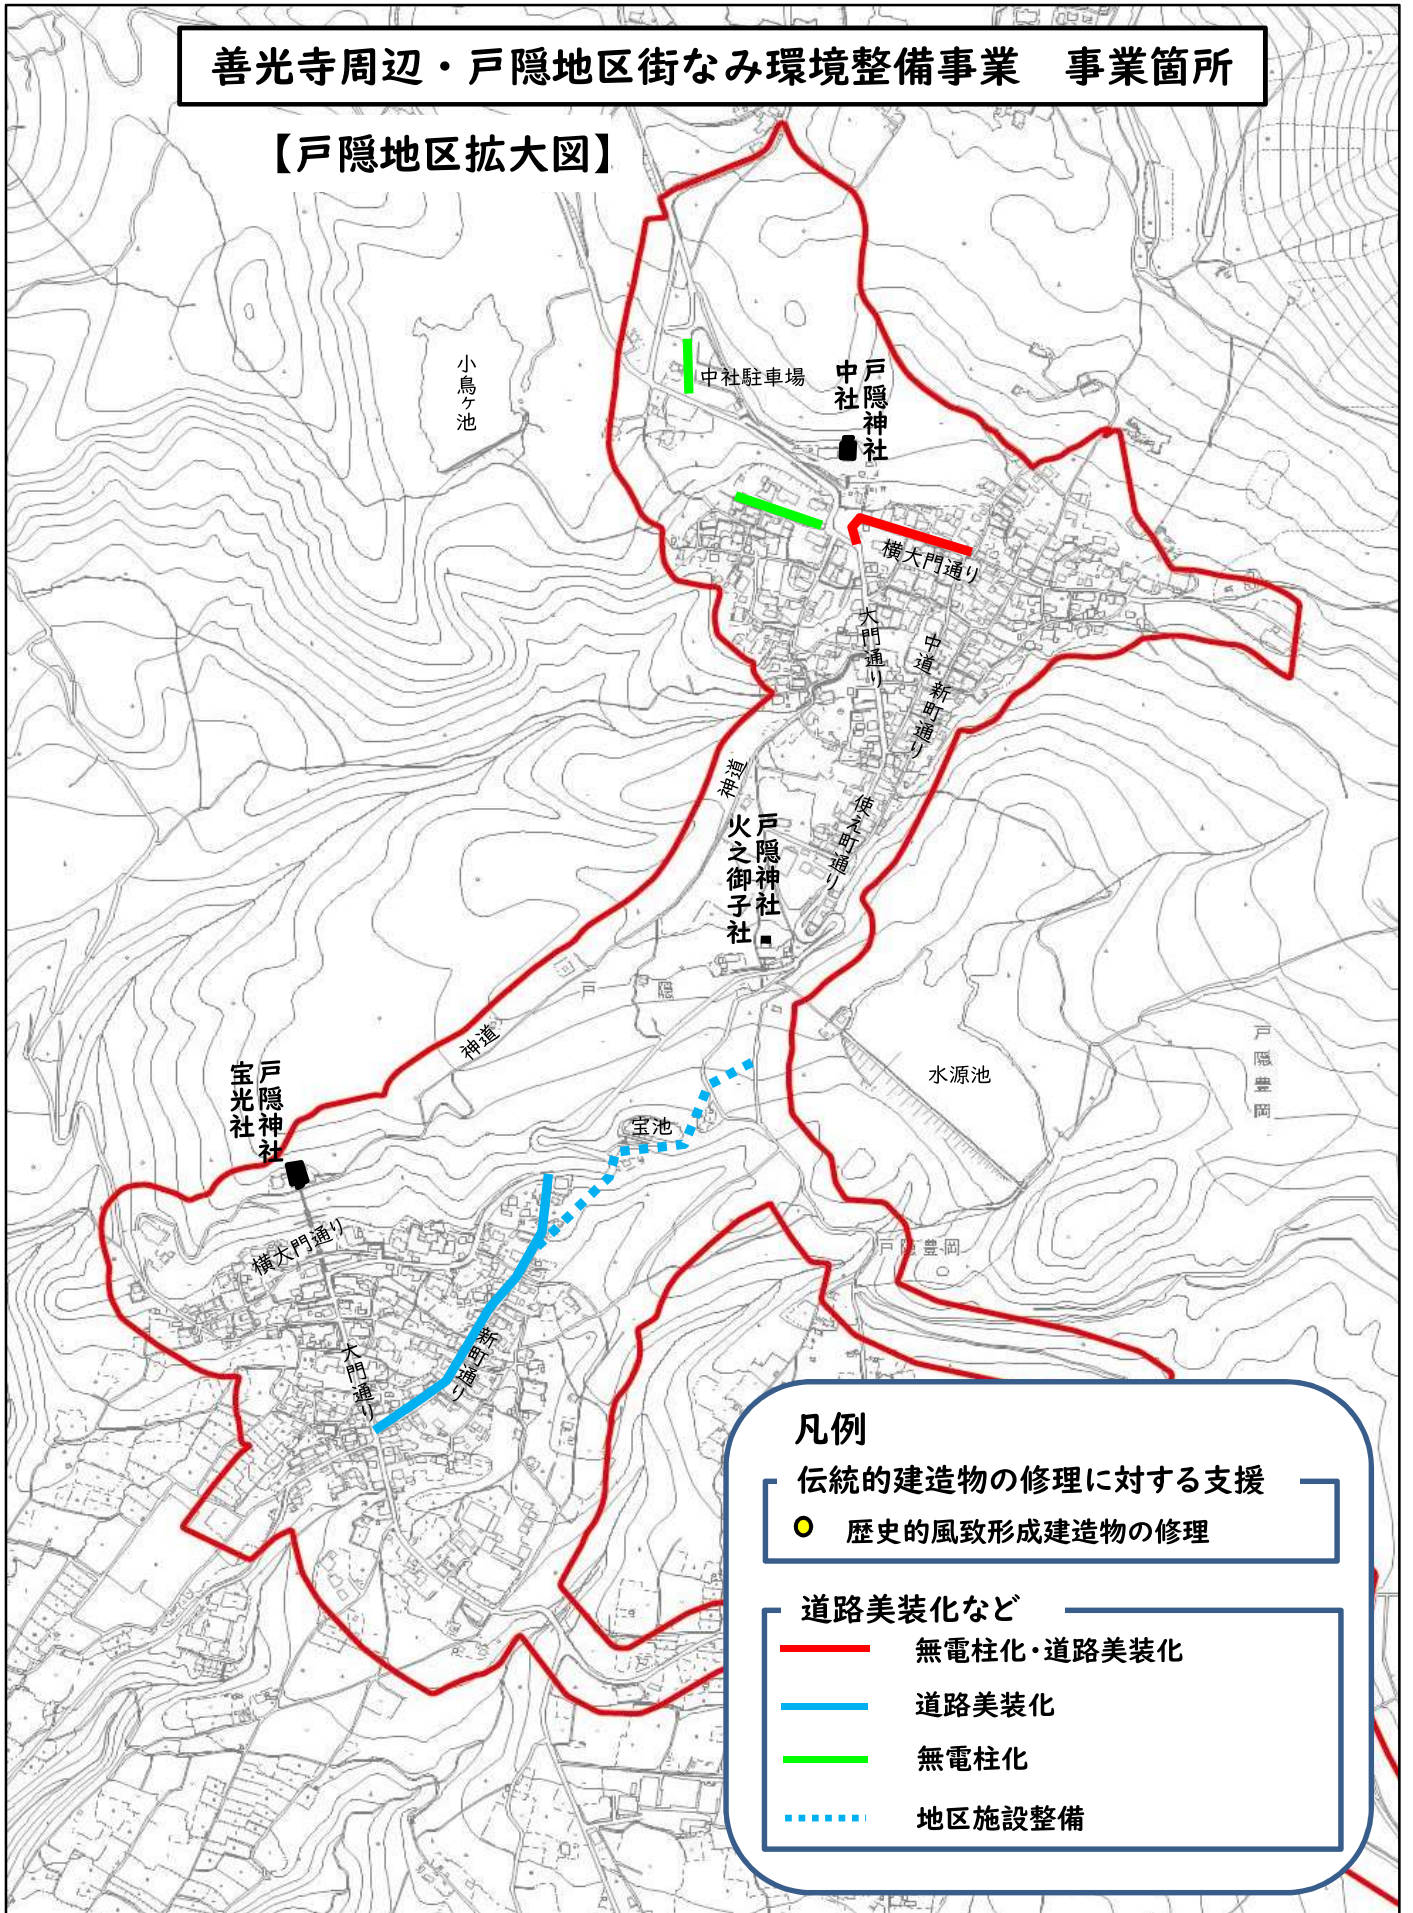 善光寺周辺・戸隠地区街なみ環境整備事業　事業箇所
【戸隠地区拡大図】
小鳥ヶ池
中社駐車場
戸隠神社
中社
横大門通り
大門通り
中道
新町通り
神道
使え町通り
戸隠神社
火之御子社
戸隠
神道
水源池
戸隠豊岡
戸隠神社
宝光社
宝池
横大門通り
戸隠豊岡
新町通り
大門通り
凡例
伝統的建造物の修理に対する支援
歴史的風致形成建造物の修理
道路美装化など
無電柱化・道路美装化
道路美装化
無電柱化
地区施設整備